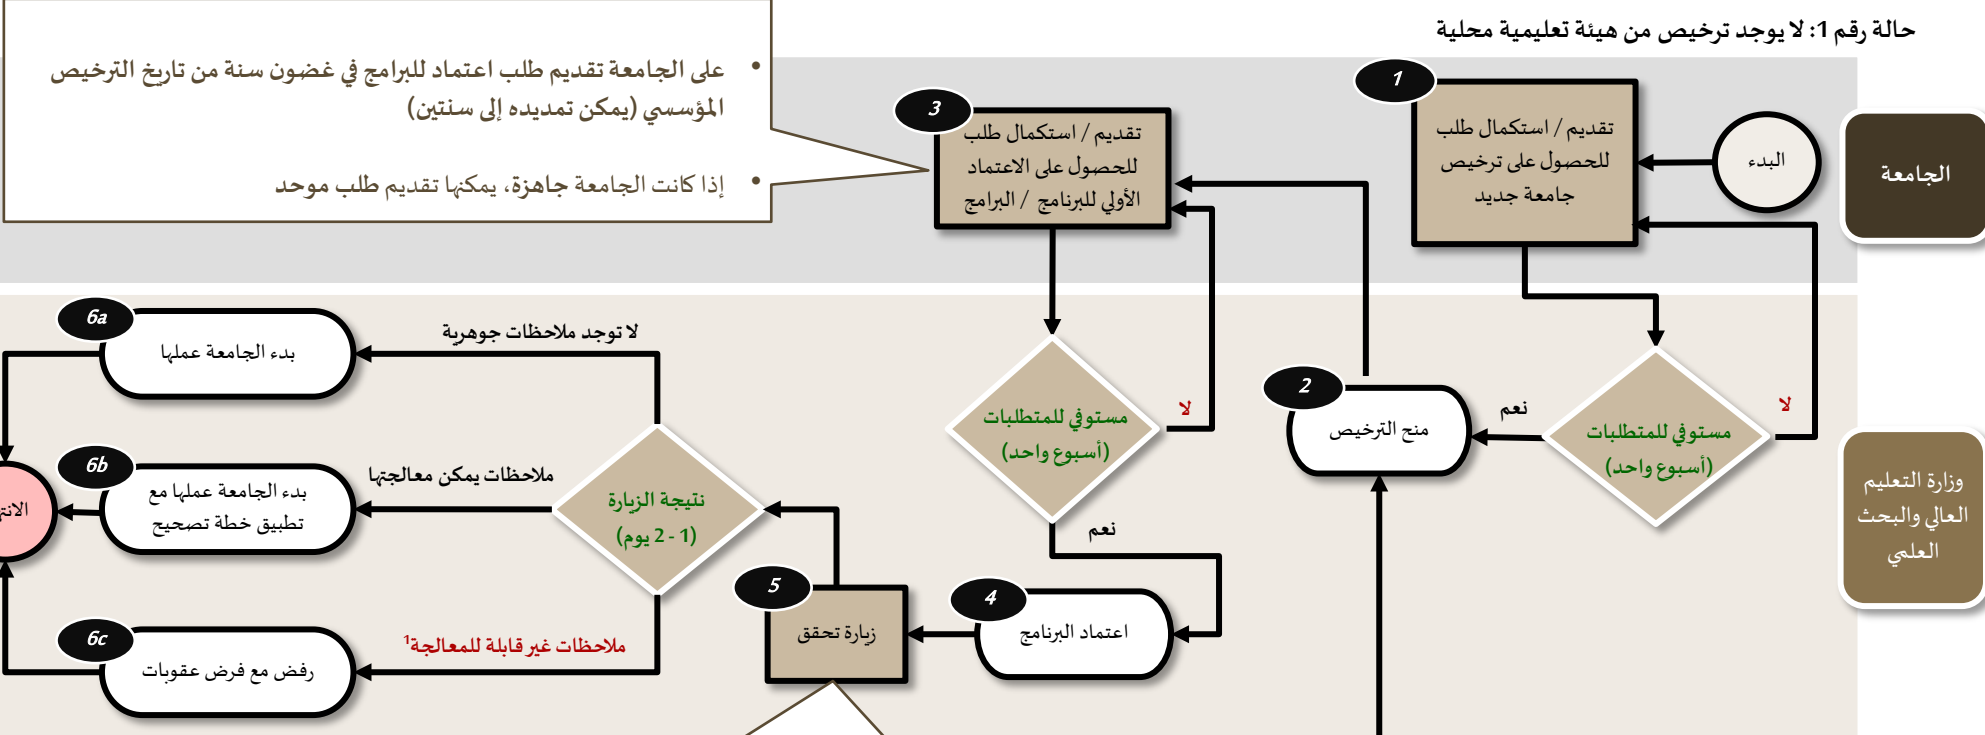 حالة رقم 1: لا يوجد ترخيص من هيئة تعليمية محلية
الجامعة
البدء
1
تقديم / استكمال طلب
للحصول على ترخيص
جامعة جديد
3
تقديم / استكمال طلب
للحصول على الاعتماد
الأولي للبرنامج / البرامج
• على الجامعة تقديم طلب اعتماد للبرامج في غضون سنة من تاريخ الترخيص
المؤسسي (يمكن تمديده إلى سنتين)
• إذا كانت الجامعة جاهزة، يمكنها تقديم طلب موحد
وزارة التعليم
العالي والبحث
العلمي
لا
مستوفي للمتطلبات
(أسبوع واحد)
نعم
2
منح الترخيص
لا
مستوفي للمتطلبات
(أسبوع واحد)
نعم
4
اعتماد البرنامج
5
زيارة تحقق
نتيجة الزيارة
(1 - 2 يوم)
لا توجد ملاحظات جوهرية
6a
بدء الجامعة عملها
ملاحظات يمكن معالجتها
6b
بدء الجامعة عملها مع
تطبيق خطة تصحيح
ملاحظات غير قابلة للمعالجة1
6c
رفض مع فرض عقوبات